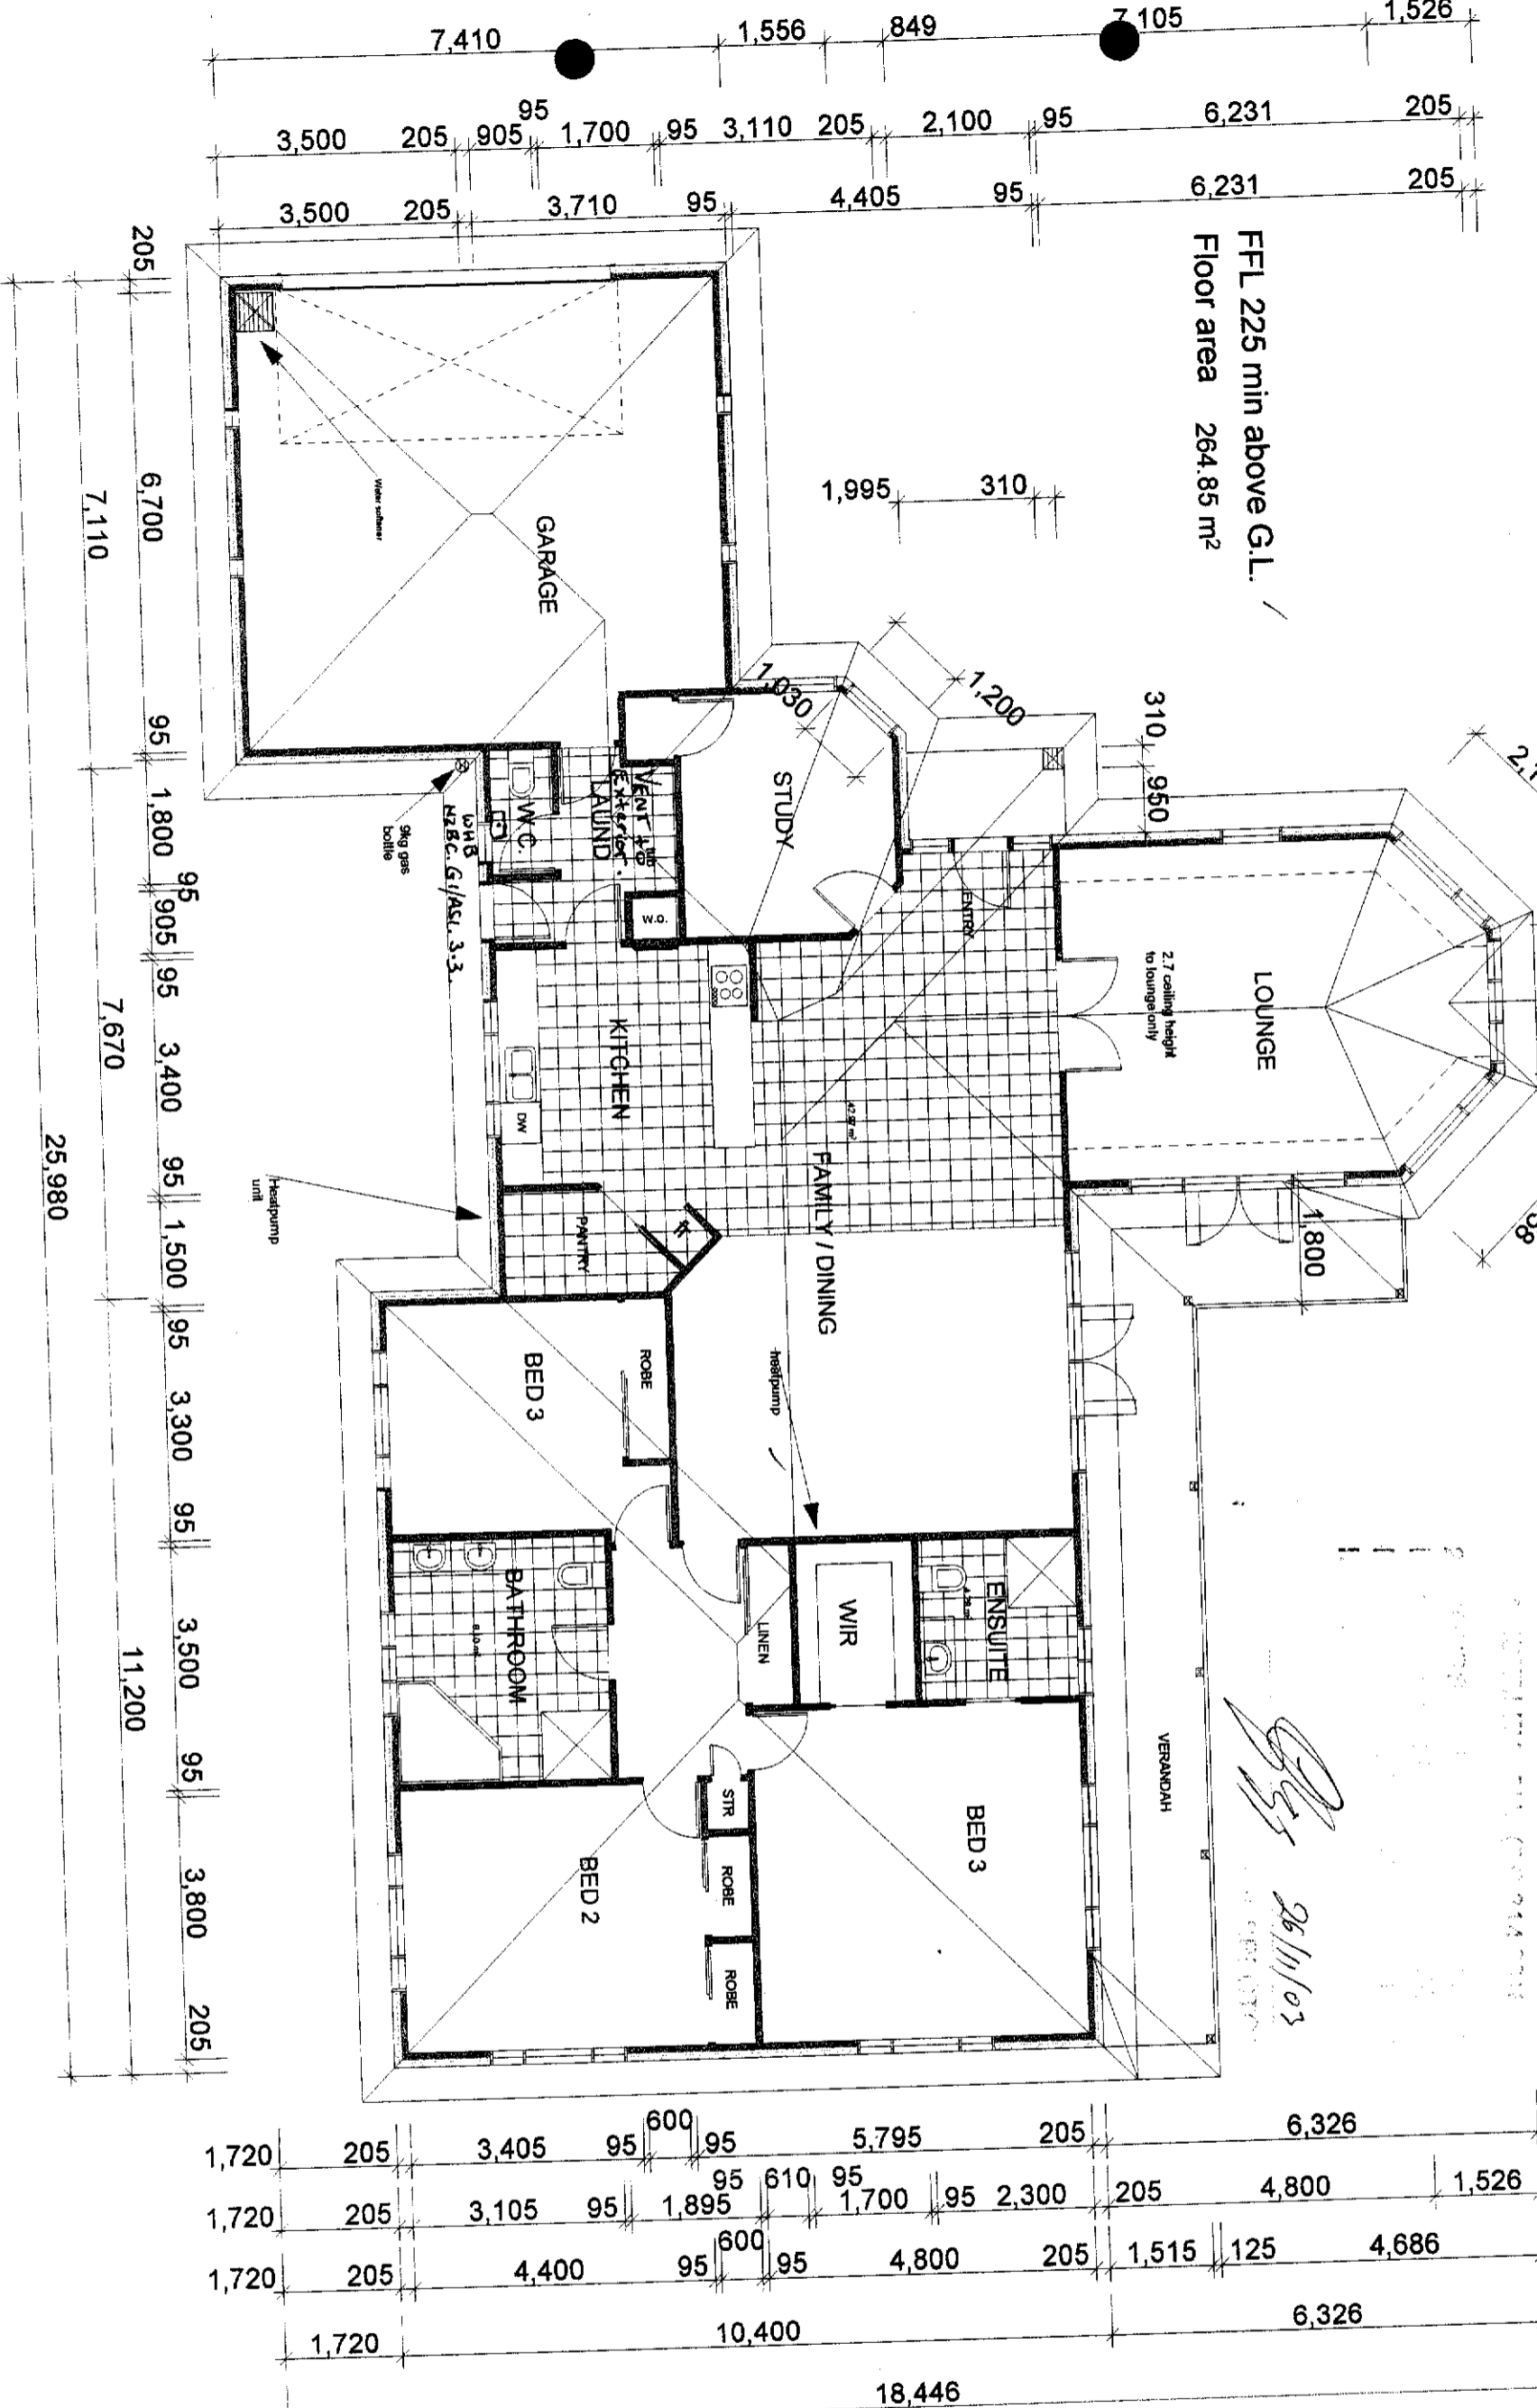 7,410
1,556
849
7,105
1,526
95
3,500
205
905
1,700
95
3,110
205
2,100
95
6,231
205
3,500
205
3,710
95
4,405
95
6,231
205
FFL 225 min above G.L.
Floor area 264.85 m²
1,995
310
1,200
1,030
310
950
1,800
205
6,700
95
1,800
95
905
95
3,400
95
1,500
95
3,300
95
3,500
95
3,800
205
7,110
7,670
11,200
25,980
GARAGE
Water softener
STUDY
LAUND
VENT to
Exterior.
W.C.
WHB
NZBC. G1/AS1. 3.3.
9kg gas
bottle
W.O.
ENTRY
LOUNGE
2.7 ceiling height
to lounge only
KITCHEN
DW
PANTRY
FAMILY / DINING
Heatpump
unit
heatpump
BED 3
ROBE
BATHROOM
LINEN
WIR
ENSUITE
VERANDAH
STR
ROBE
ROBE
BED 2
BED 3
26/11/03
1,720
205
3,405
95
600
95
5,795
205
6,326
1,720
205
3,105
95
1,895
95
610
95
1,700
95
2,300
205
4,800
1,526
1,720
205
4,400
95
600
95
4,800
205
1,515
125
4,686
1,720
10,400
6,326
18,446